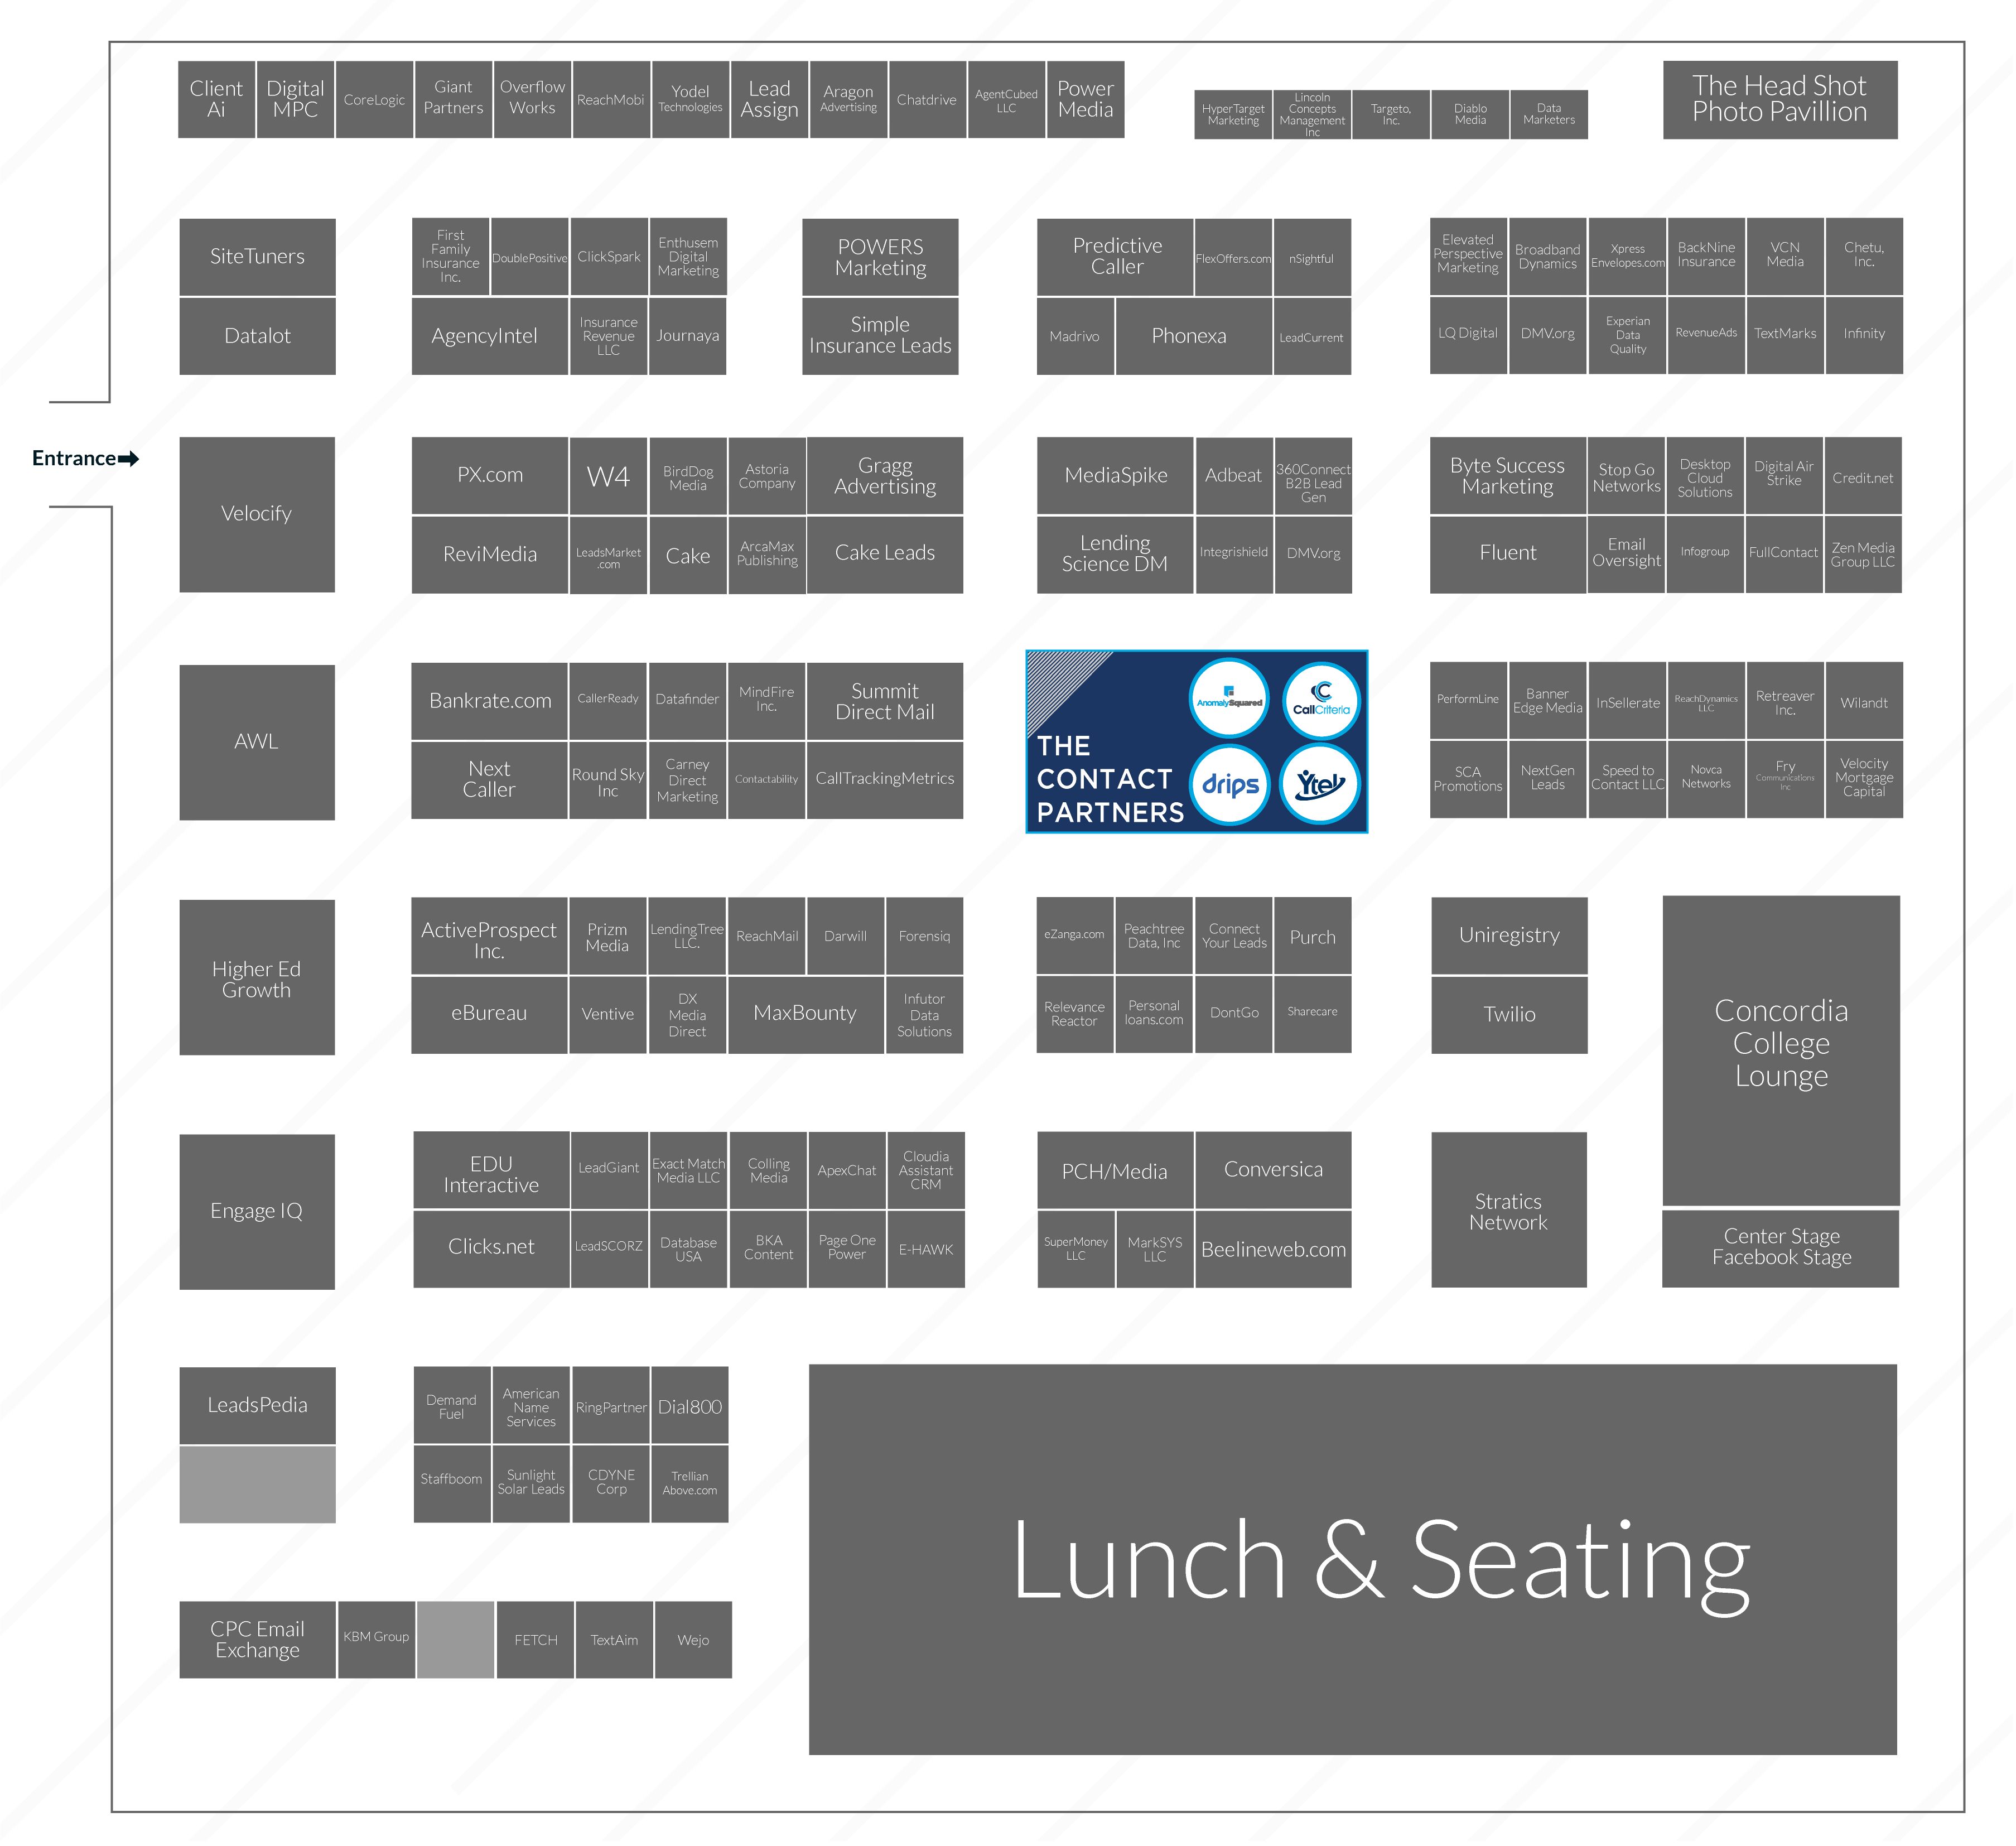 Client
Ai
Digital
MPC
CoreLogic
Giant
Partners
Overflow
Works
ReachMobi
Yodel
Technologies
Lead
Assign
Aragon
Advertising
Chatdrive
AgentCubed
LLC
Power
Media
HyperTarget
Marketing
Lincoln
Concepts
Management
Inc
Targeto,
Inc.
Diablo
Media
Data
Marketers
The Head Shot
Photo Pavillion
SiteTuners
Datalot
First
Family
Insurance
Inc.
DoublePositive
ClickSpark
Enthusem
Digital
Marketing
AgencyIntel
Insurance
Revenue
LLC
Journaya
POWERS
Marketing
Simple
Insurance Leads
Predictive
Caller
FlexOffers.com
nSightful
Madrivo
Phonexa
LeadCurrent
Elevated
Perspective
Marketing
Broadband
Dynamics
Xpress
Envelopes.com
BackNine
Insurance
VCN
Media
Chetu,
Inc.
LQ Digital
DMV.org
Experian
Data
Quality
RevenueAds
TextMarks
Infinity
Entrance
Velocify
PX.com
W4
BirdDog
Media
Astoria
Company
Gragg
Advertising
ReviMedia
LeadsMarket
.com
Cake
ArcaMax
Publishing
Cake Leads
MediaSpike
Adbeat
360Connect
B2B Lead
Gen
Lending
Science DM
Integrishield
DMV.org
Byte Success
Marketing
Stop Go
Networks
Desktop
Cloud
Solutions
Digital Air
Strike
Credit.net
Fluent
Email
Oversight
Infogroup
FullContact
Zen Media
Group LLC
AWL
Bankrate.com
CallerReady
Datafinder
MindFire
Inc.
Summit
Direct Mail
Next
Caller
Round Sky
Inc
Carney
Direct
Marketing
Contactability
CallTrackingMetrics
THE
CONTACT
PARTNERS
AnomalySquared
CallCriteria
drips
Ytel
PerformLine
Banner
Edge Media
InSellerate
ReachDynamics
LLC
Retreaver
Inc.
Wilandt
SCA
Promotions
NextGen
Leads
Speed to
Contact LLC
Novca
Networks
Fry
Communications
Inc
Velocity
Mortgage
Capital
Higher Ed
Growth
ActiveProspect
Inc.
Prizm
Media
LendingTree
LLC.
ReachMail
Darwill
Forensiq
eBureau
Ventive
DX
Media
Direct
MaxBounty
Infutor
Data
Solutions
eZanga.com
Peachtree
Data, Inc
Connect
Your Leads
Purch
Relevance
Reactor
Personal
loans.com
DontGo
Sharecare
Uniregistry
Twilio
Concordia
College
Lounge
Engage IQ
EDU
Interactive
LeadGiant
Exact Match
Media LLC
Colling
Media
ApexChat
Cloudia
Assistant
CRM
Clicks.net
LeadSCORZ
Database
USA
BKA
Content
Page One
Power
E-HAWK
PCH/Media
Conversica
SuperMoney
LLC
MarkSYS
LLC
Beelineweb.com
Stratics
Network
Center Stage
Facebook Stage
LeadsPedia
Demand
Fuel
American
Name
Services
RingPartner
Dial800
Staffboom
Sunlight
Solar Leads
CDYNE
Corp
Trellian
Above.com
Lunch & Seating
CPC Email
Exchange
KBM Group
FETCH
TextAim
Wejo